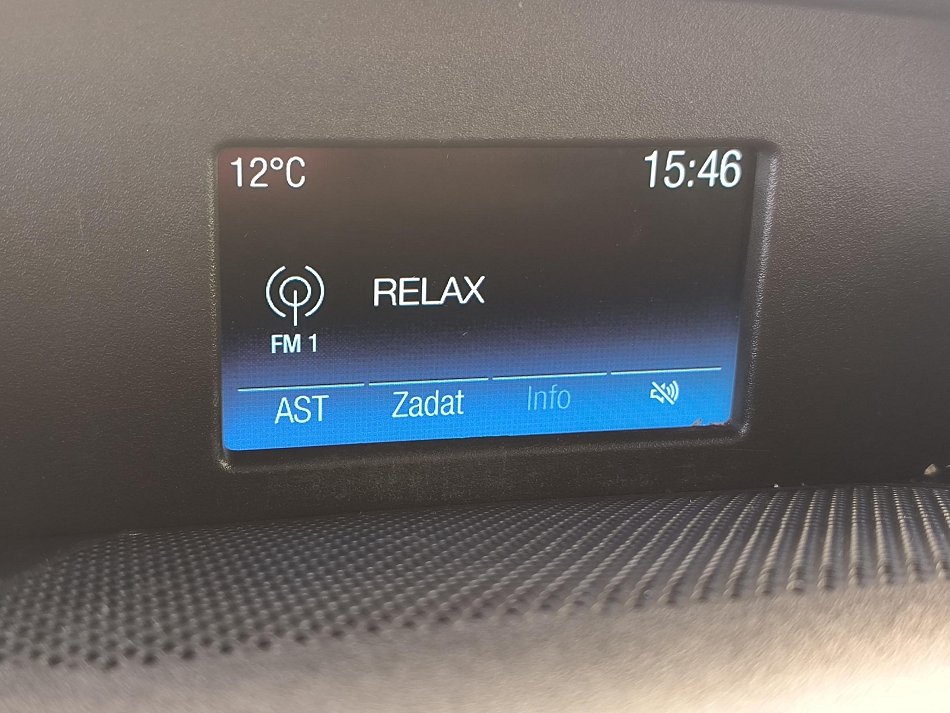 12°C 15:46
RELAX
FM 1
AST Zadat Info